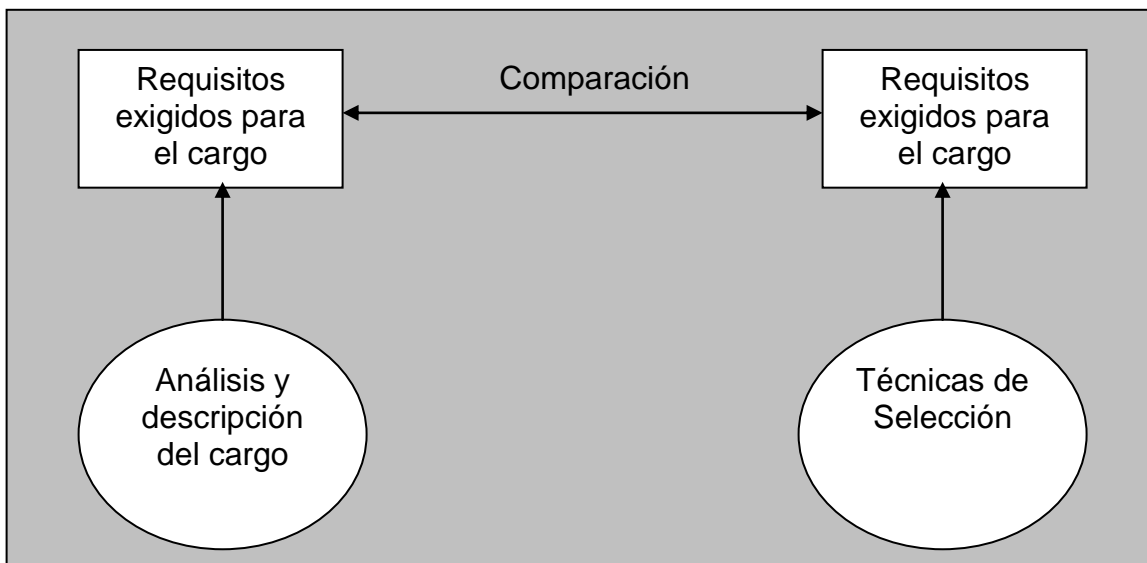 Requisitos
exigidos para
el cargo
Comparación
Requisitos
exigidos para
el cargo
Análisis y
descripción
del cargo
Técnicas de
Selección